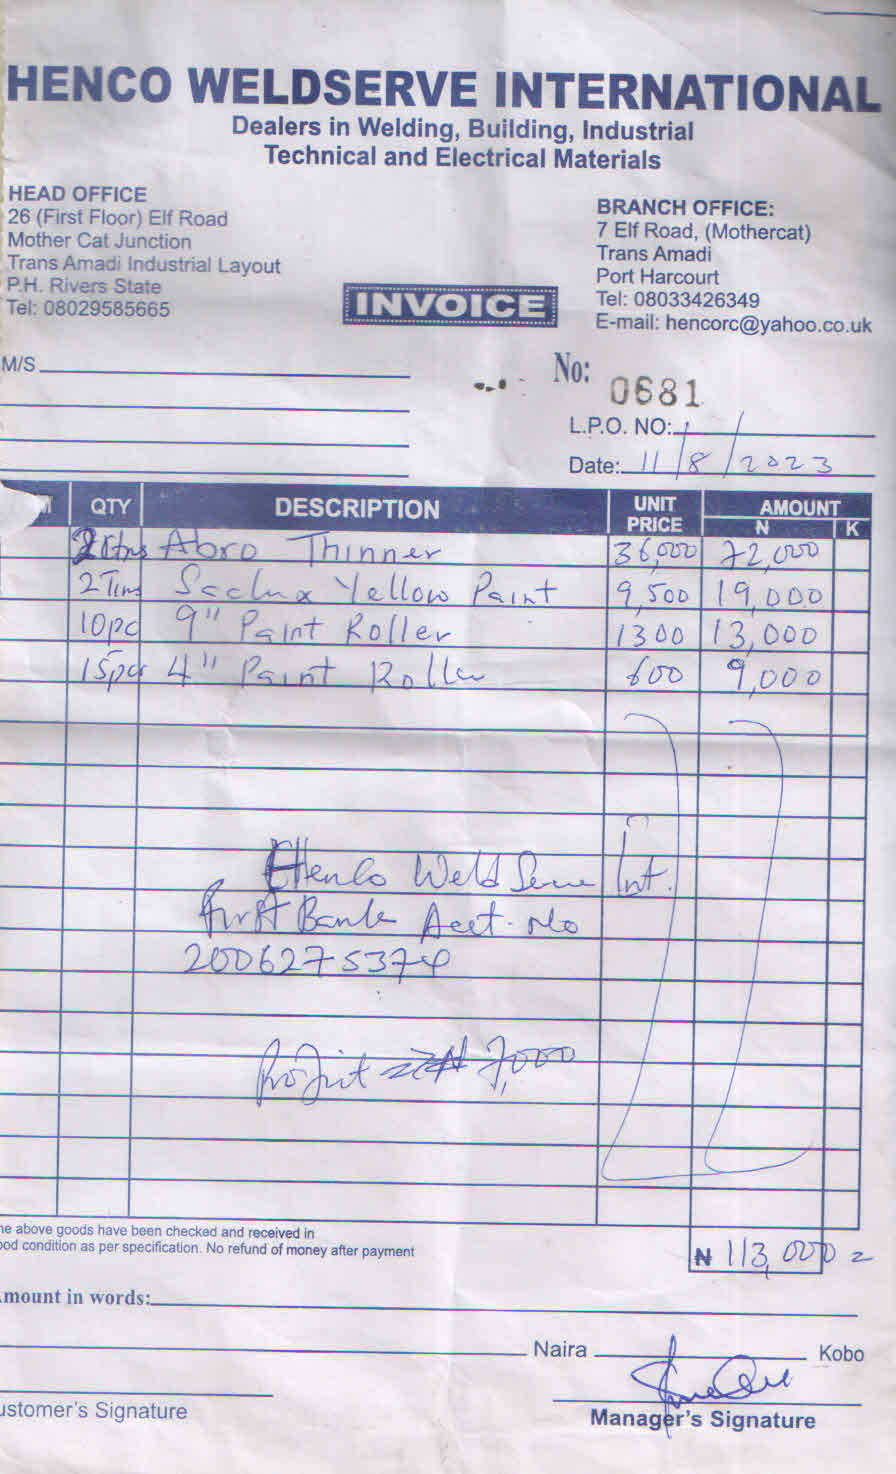 HENCO WELDSERVE INTERNATIONAL
Dealers in Welding, Building, Industrial
Technical and Electrical Materials
HEAD OFFICE
26 (First Floor) Elf Road
Mother Cat Junction
Trans Amadi Industrial Layout
P.H. Rivers State
Tel: 08029585665
BRANCH OFFICE:
7 Elf Road, (Mothercat)
Trans Amadi
Port Harcourt
Tel: 08033426349
E-mail: hencorc@yahoo.co.uk
INVOICE
M/S
No: 0681
L.P.O. NO:
Date: 11/8/2023
QTY DESCRIPTION UNIT PRICE AMOUNT N K
2 Abro Thinner 36,000 72,000
2 Tins Yellow Paint 9,500 19,000
10pc 9" Paint Roller 1300 13,000
15pcs 4" Paint Roller 600 9,000
Henco Weld Serve Int.
First Bank Acct. No
2006275374
Profit 7,000
he above goods have been checked and received in
ood condition as per specification. No refund of money after payment
₦ 113,000 =
mount in words:
Naira Kobo
ustomer's Signature
Manager's Signature